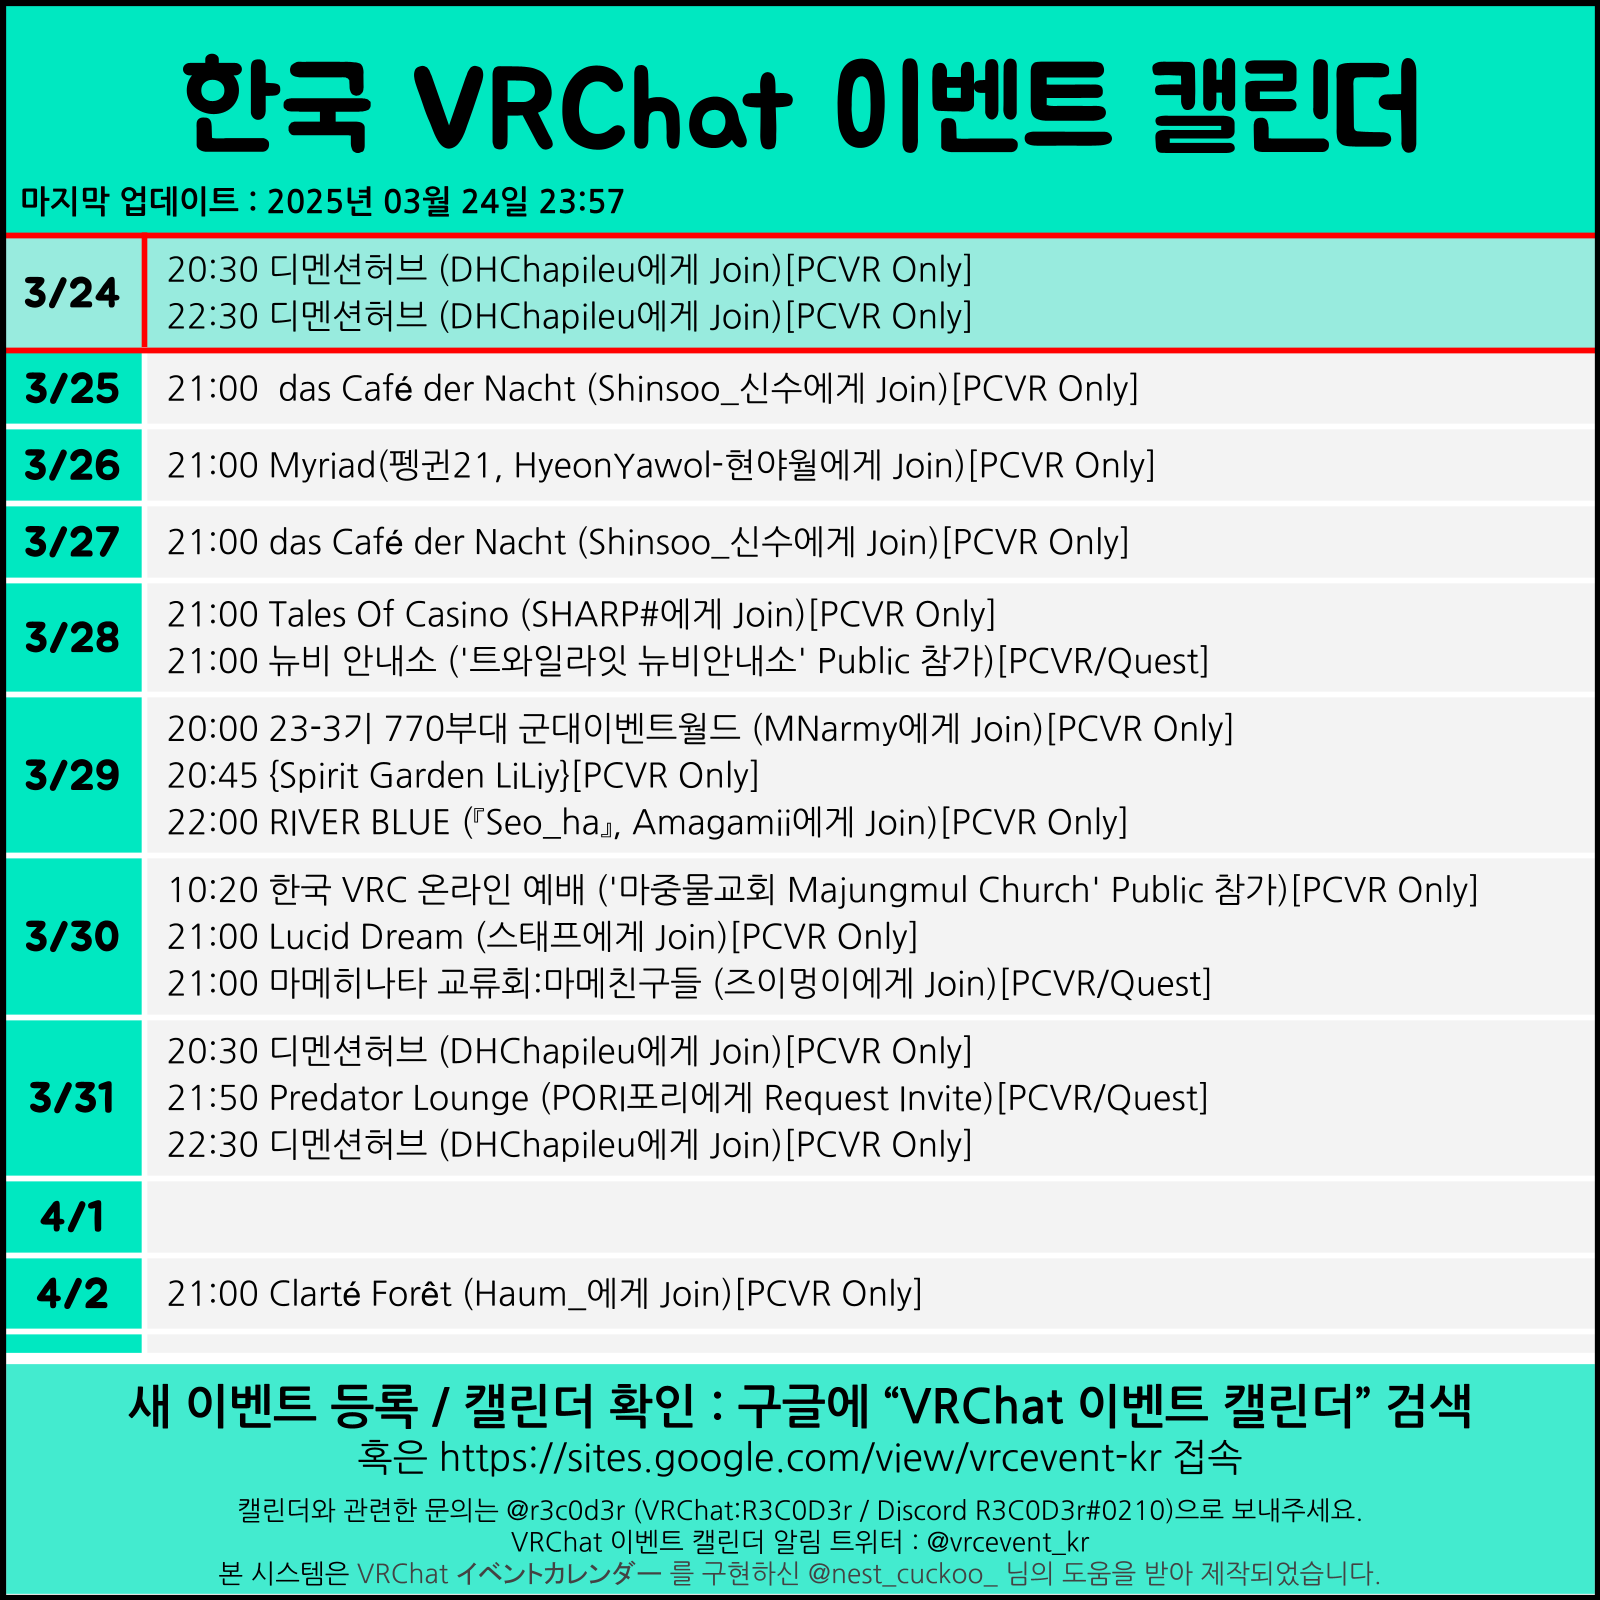 한국 VRChat 이벤트 캘린더
마지막 업데이트 : 2025년 03월 24일 23:57
3/24
20:30 디멘션허브 (DHChapileu에게 Join)[PCVR Only]
22:30 디멘션허브 (DHChapileu에게 Join)[PCVR Only]
3/25
21:00  das Café der Nacht (Shinsoo_신수에게 Join)[PCVR Only]
3/26
21:00 Myriad(펭귄21, HyeonYawol-현야월에게 Join)[PCVR Only]
3/27
21:00 das Café der Nacht (Shinsoo_신수에게 Join)[PCVR Only]
3/28
21:00 Tales Of Casino (SHARP#에게 Join)[PCVR Only]
21:00 뉴비 안내소 ('트와일라잇 뉴비안내소' Public 참가)[PCVR/Quest]
3/29
20:00 23-3기 770부대 군대이벤트월드 (MNarmy에게 Join)[PCVR Only]
20:45 {Spirit Garden LiLiy}[PCVR Only]
22:00 RIVER BLUE (『Seo_ha』, Amagamii에게 Join)[PCVR Only]
3/30
10:20 한국 VRC 온라인 예배 ('마중물교회 Majungmul Church' Public 참가)[PCVR Only]
21:00 Lucid Dream (스태프에게 Join)[PCVR Only]
21:00 마메히나타 교류회:마메친구들 (즈이멍이에게 Join)[PCVR/Quest]
3/31
20:30 디멘션허브 (DHChapileu에게 Join)[PCVR Only]
21:50 Predator Lounge (PORI포리에게 Request Invite)[PCVR/Quest]
22:30 디멘션허브 (DHChapileu에게 Join)[PCVR Only]
4/1
4/2
21:00 Clarté Forêt (Haum_에게 Join)[PCVR Only]
새 이벤트 등록 / 캘린더 확인 : 구글에 “VRChat 이벤트 캘린더” 검색
혹은 https://sites.google.com/view/vrcevent-kr 접속
캘린더와 관련한 문의는 @r3c0d3r (VRChat:R3C0D3r / Discord R3C0D3r#0210)으로 보내주세요.
VRChat 이벤트 캘린더 알림 트위터 : @vrcevent_kr
본 시스템은 VRChat イベントカレンダー 를 구현하신 @nest_cuckoo_ 님의 도움을 받아 제작되었습니다.